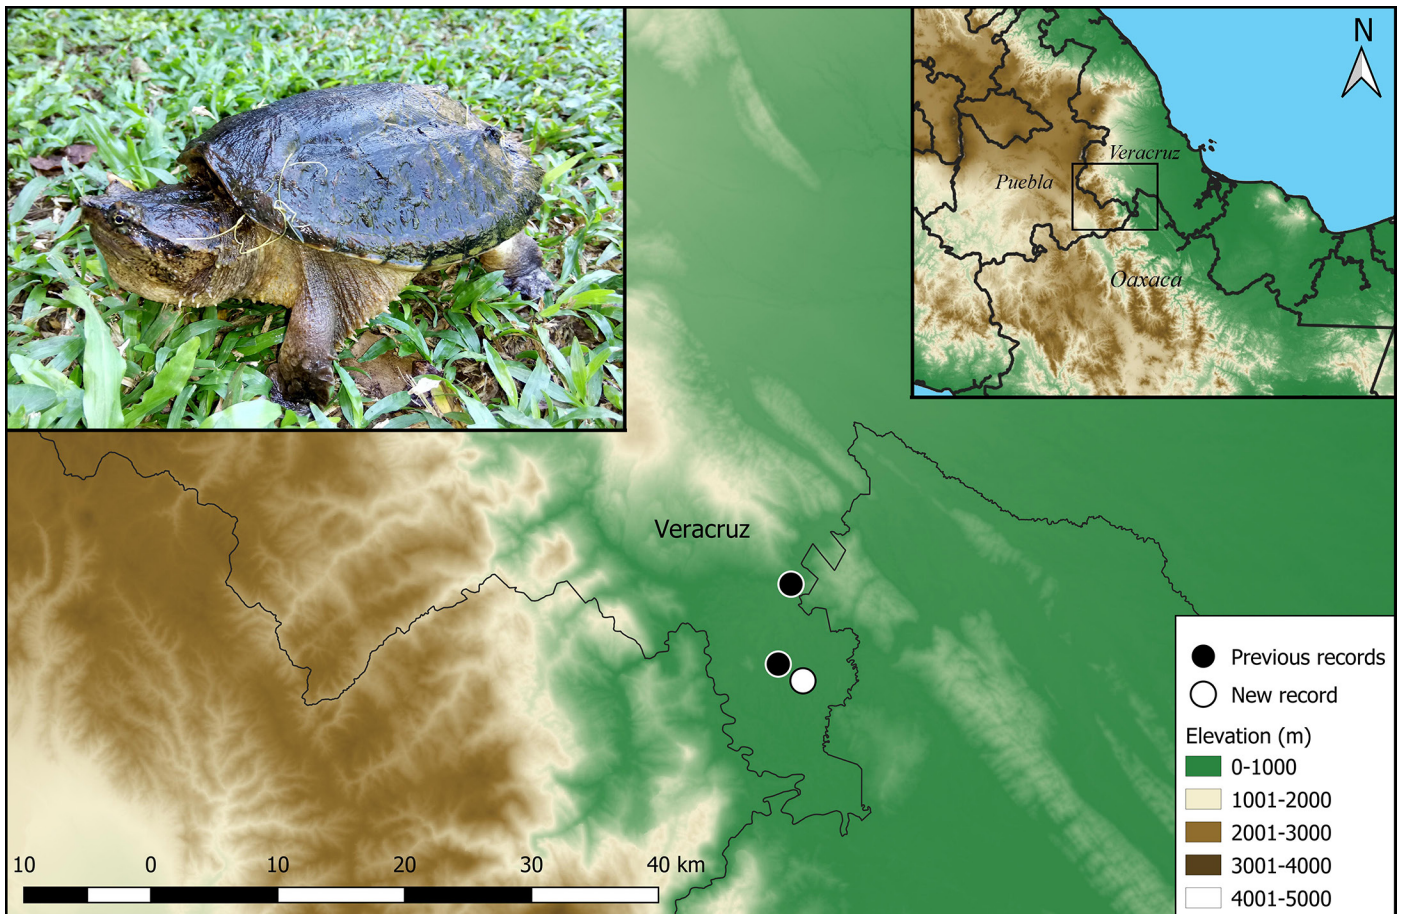 N
Veracruz
Puebla
Oaxaca
Veracruz
Previous records
New record
Elevation (m)
0-1000
1001-2000
2001-3000
3001-4000
4001-5000
10 0 10 20 30 40 km